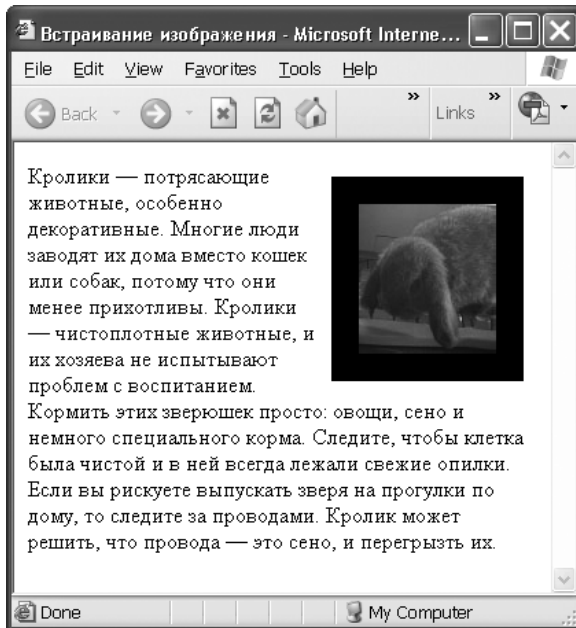 Встраивание изображения - Microsoft Interne...
File Edit View Favorites Tools Help
Back » Links »
Кролики — потрясающие
животные, особенно
декоративные. Многие люди
заводят их дома вместо кошек
или собак, потому что они
менее прихотливы. Кролики
— чистоплотные животные, и
их хозяева не испытывают
проблем с воспитанием.
Кормить этих зверюшек просто: овощи, сено и
немного специального корма. Следите, чтобы клетка
была чистой и в ней всегда лежали свежие опилки.
Если вы рискуете выпускать зверя на прогулки по
дому, то следите за проводами. Кролик может
решить, что провода — это сено, и перегрызть их.
Done My Computer